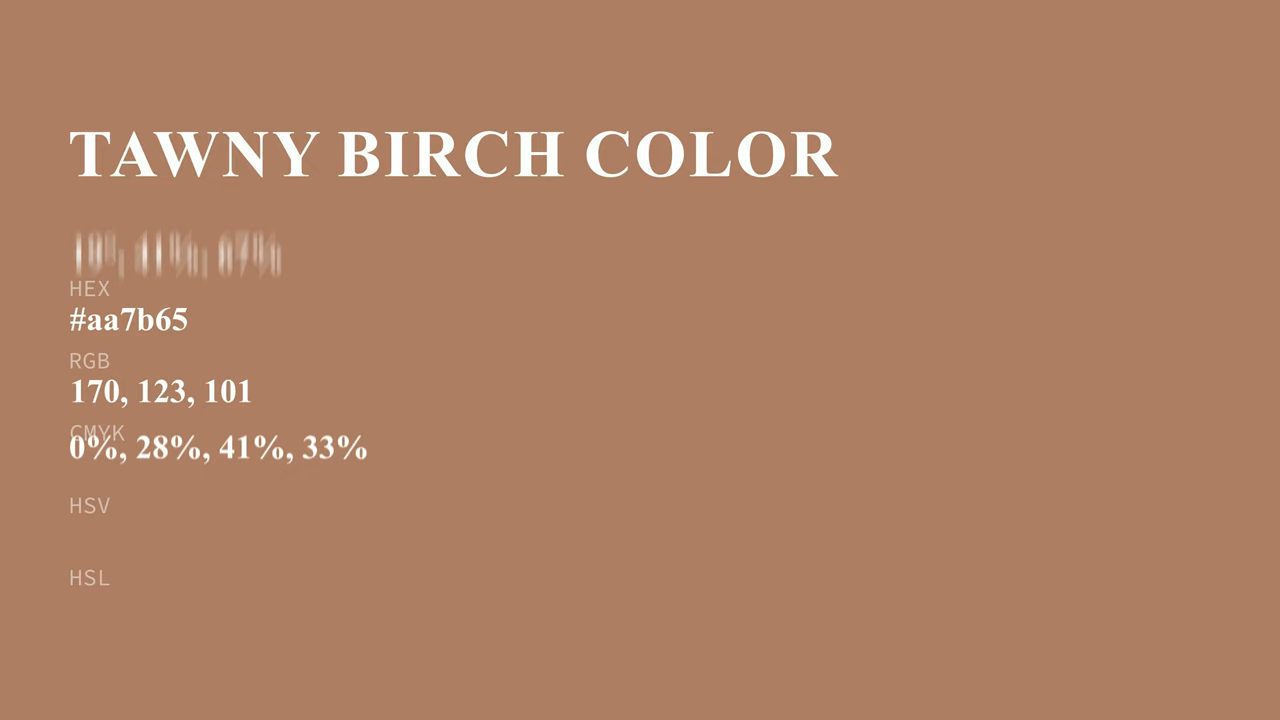 TAWNY BIRCH COLOR
HEX
#aa7b65
RGB
170, 123, 101
CMYK
0%, 28%, 41%, 33%
HSV
HSL